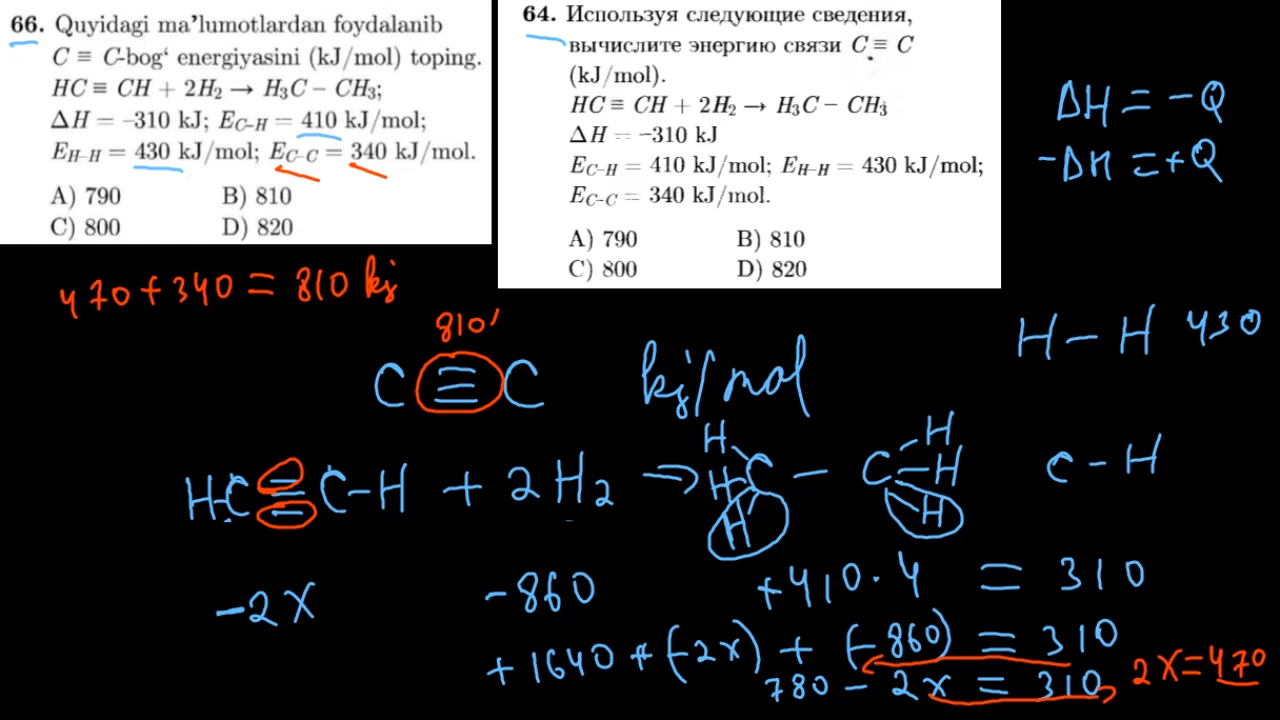 66. Quyidagi ma’lumotlardan foydalanib
C ≡ C-bog‘ energiyasini (kJ/mol) toping.
HC ≡ CH + 2H₂ → H₃C − CH₃;
ΔH = −310 kJ; E_C−H = 410 kJ/mol;
E_H−H = 430 kJ/mol; E_C−C = 340 kJ/mol.
A) 790 B) 810
C) 800 D) 820
64. Используя следующие сведения,
вычислите энергию связи C ≡ C
(kJ/mol).
HC ≡ CH + 2H₂ → H₃C − CH₃
ΔH = −310 kJ
E_C−H = 410 kJ/mol; E_H−H = 430 kJ/mol;
E_C−C = 340 kJ/mol.
A) 790 B) 810
C) 800 D) 820
ΔH = −Q
−ΔH = +Q
470 + 340 = 810 kj
810
C ≡ C kj/mol
H − H 430
C − H
H H
HC ≡ C−H + 2H₂ → H C − C − H
H H
−2X −860 +410·4 = 310
+1640 + (−2x) + (−860) = 310
780 − 2x = 310 2X = 470